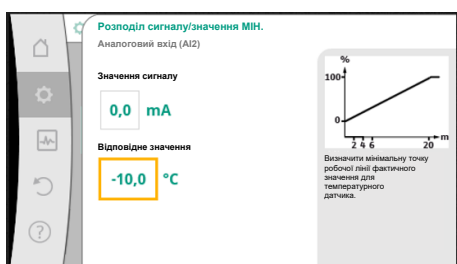 Розподіл сигналу/значення МІН.
Аналоговий вхід (AI2)
Значення сигналу
0,0 mA
Відповідне значення
-10,0 °C
%
100
0
2 4 6 20
m
Визначити мінімальну точку
робочої лінії фактичного
значення для
температурного
датчика.
?